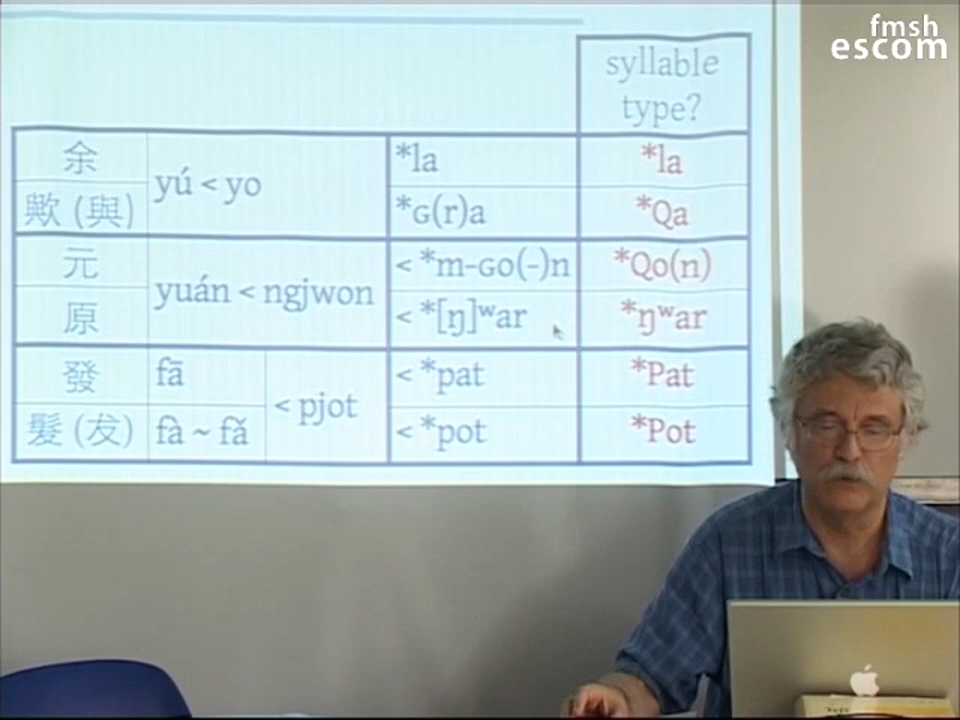 fmsh
escom
syllable
type?
余 yú < yo *la *la
歟 (與) *ɢ(r)a *Qa
元 yuán < ngjwon < *m-ɢo(-)n *Qo(n)
原 < *[ŋ]ʷar *ŋʷar
發 fā < pjot < *pat *Pat
髮 (犮) fà ~ fǎ < *pot *Pot